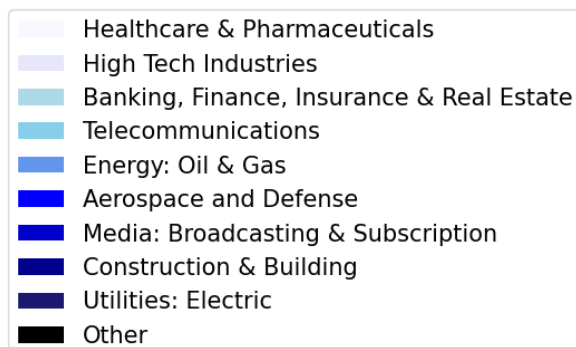 Healthcare & Pharmaceuticals
High Tech Industries
Banking, Finance, Insurance & Real Estate
Telecommunications
Energy: Oil & Gas
Aerospace and Defense
Media: Broadcasting & Subscription
Construction & Building
Utilities: Electric
Other